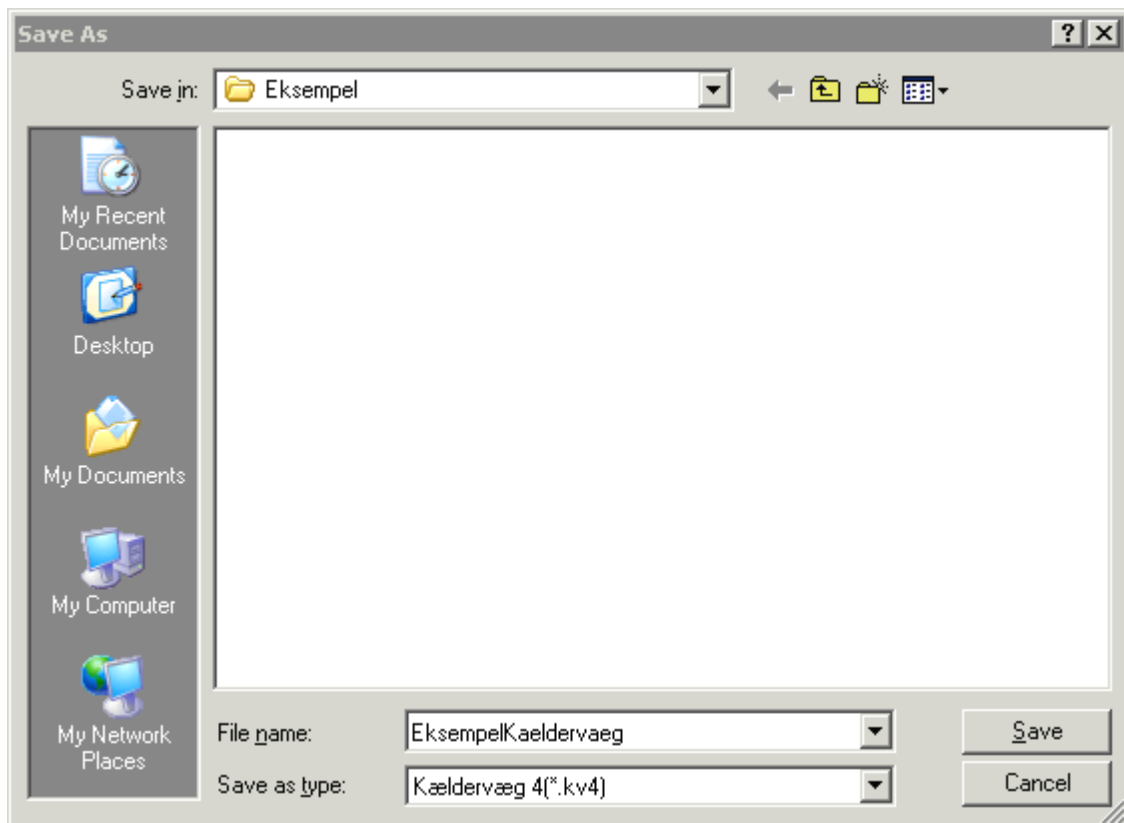 Save As
Save in:
Eksempel
My Recent
Documents
Desktop
My Documents
My Computer
My Network
Places
File name:
EksempelKaeldervaeg
Save
Save as type:
Kældervæg 4(*.kv4)
Cancel